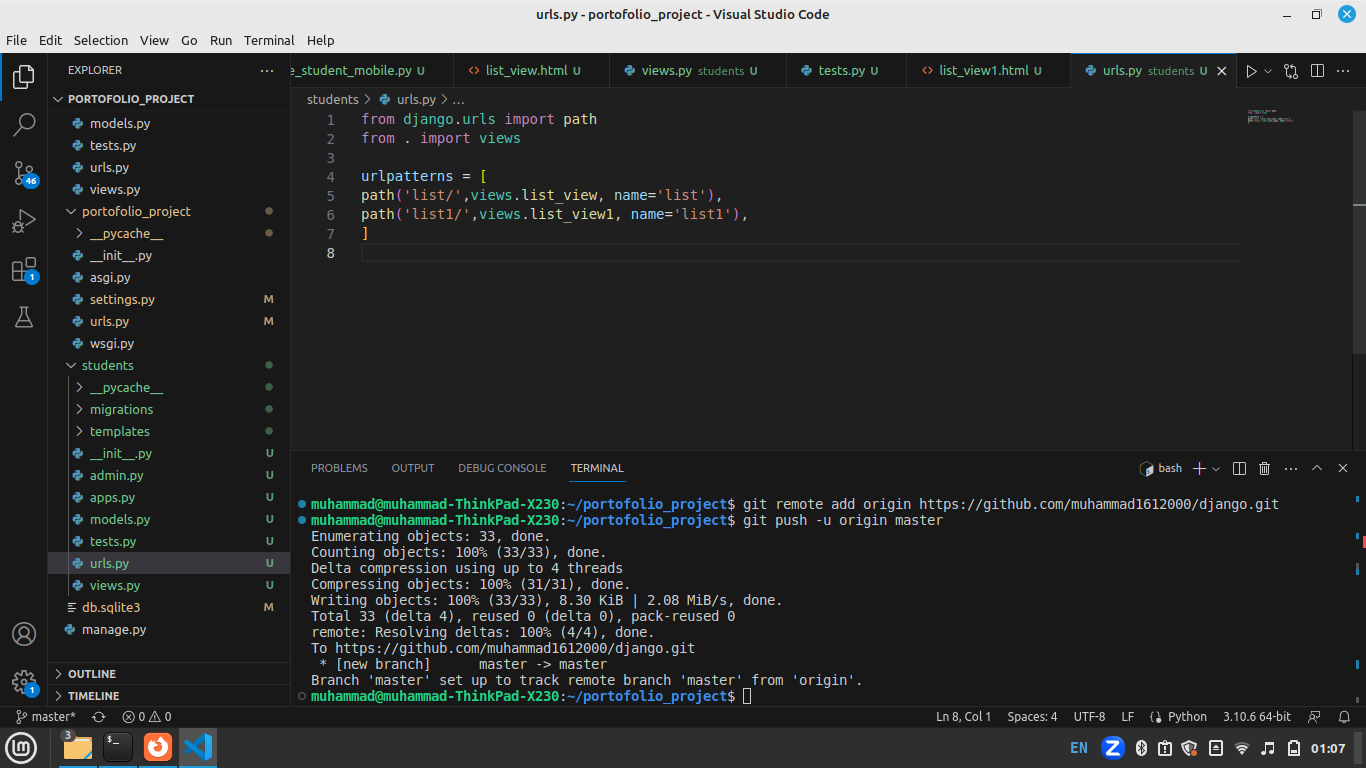 urls.py - portofolio_project - Visual Studio Code
File Edit Selection View Go Run Terminal Help
EXPLORER
e_student_mobile.py U
list_view.html U
views.py students U
tests.py U
list_view1.html U
urls.py students U
PORTOFOLIO_PROJECT
models.py
tests.py
urls.py
views.py
portofolio_project
__pycache__
__init__.py
asgi.py
settings.py M
urls.py M
wsgi.py
students
__pycache__
migrations
templates
__init__.py U
admin.py U
apps.py U
models.py U
tests.py U
urls.py U
views.py U
db.sqlite3 M
manage.py
OUTLINE
TIMELINE
46
1
1
students > urls.py > ...
1 from django.urls import path
2 from . import views
3
4 urlpatterns = [
5 path('list/',views.list_view, name='list'),
6 path('list1/',views.list_view1, name='list1'),
7 ]
8
PROBLEMS OUTPUT DEBUG CONSOLE TERMINAL
bash
muhammad@muhammad-ThinkPad-X230:~/portofolio_project$ git remote add origin https://github.com/muhammad1612000/django.git
muhammad@muhammad-ThinkPad-X230:~/portofolio_project$ git push -u origin master
Enumerating objects: 33, done.
Counting objects: 100% (33/33), done.
Delta compression using up to 4 threads
Compressing objects: 100% (31/31), done.
Writing objects: 100% (33/33), 8.30 KiB | 2.08 MiB/s, done.
Total 33 (delta 4), reused 0 (delta 0), pack-reused 0
remote: Resolving deltas: 100% (4/4), done.
To https://github.com/muhammad1612000/django.git
 * [new branch]      master -> master
Branch 'master' set up to track remote branch 'master' from 'origin'.
muhammad@muhammad-ThinkPad-X230:~/portofolio_project$
master* 0 0 Ln 8, Col 1 Spaces: 4 UTF-8 LF Python 3.10.6 64-bit
3 EN Z 01:07